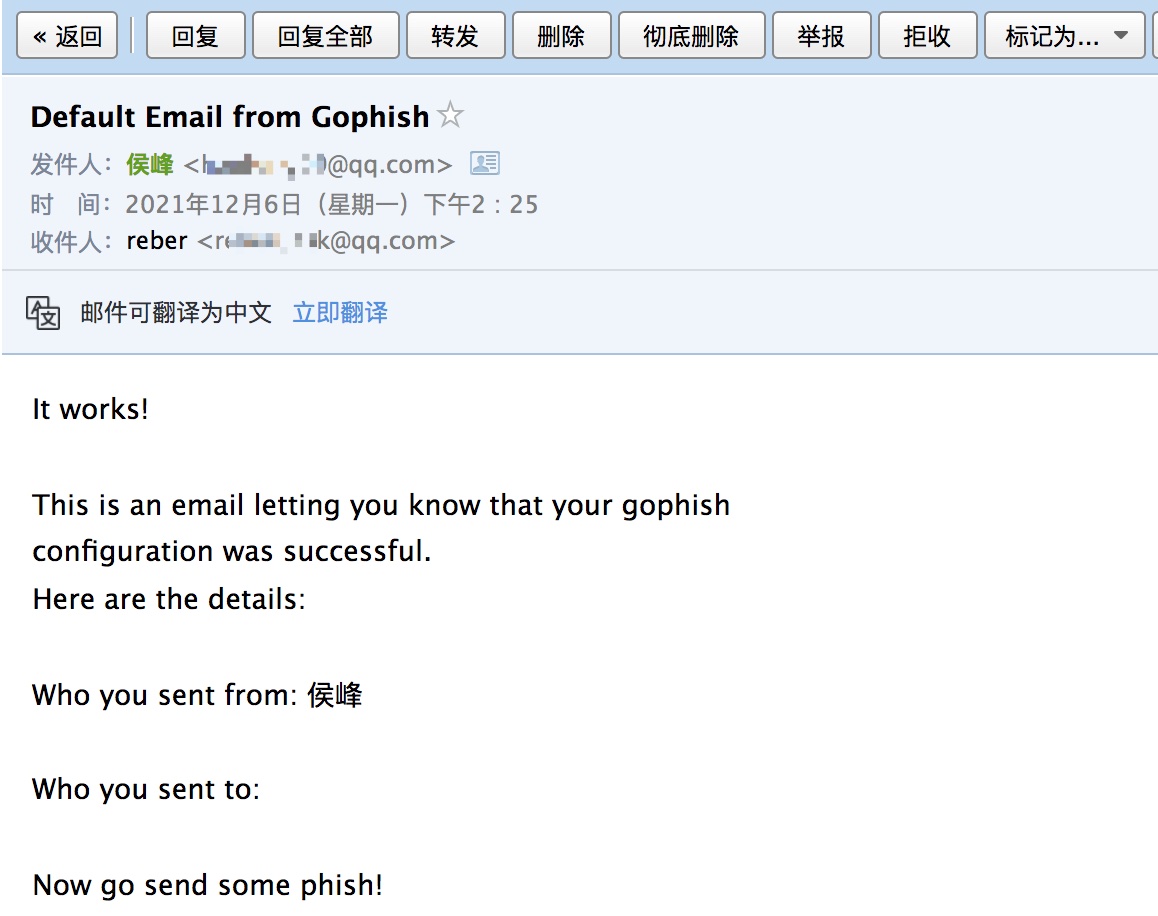 « 返回
回复
回复全部
转发
删除
彻底删除
举报
拒收
标记为...
Default Email from Gophish
发件人：侯峰 <@qq.com>
时 间：2021年12月6日（星期一）下午2：25
收件人：reber <@qq.com>
邮件可翻译为中文 立即翻译
It works!
This is an email letting you know that your gophish
configuration was successful.
Here are the details:
Who you sent from: 侯峰
Who you sent to:
Now go send some phish!